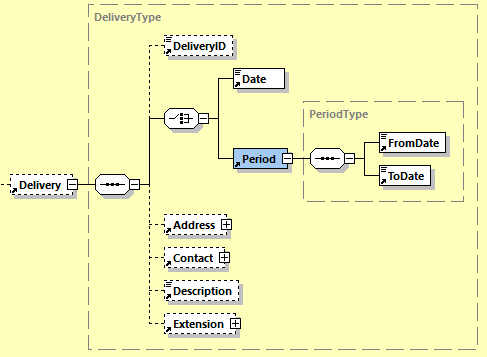 DeliveryType
DeliveryID
Date
PeriodType
FromDate
Period
ToDate
Delivery
Address
Contact
Description
Extension